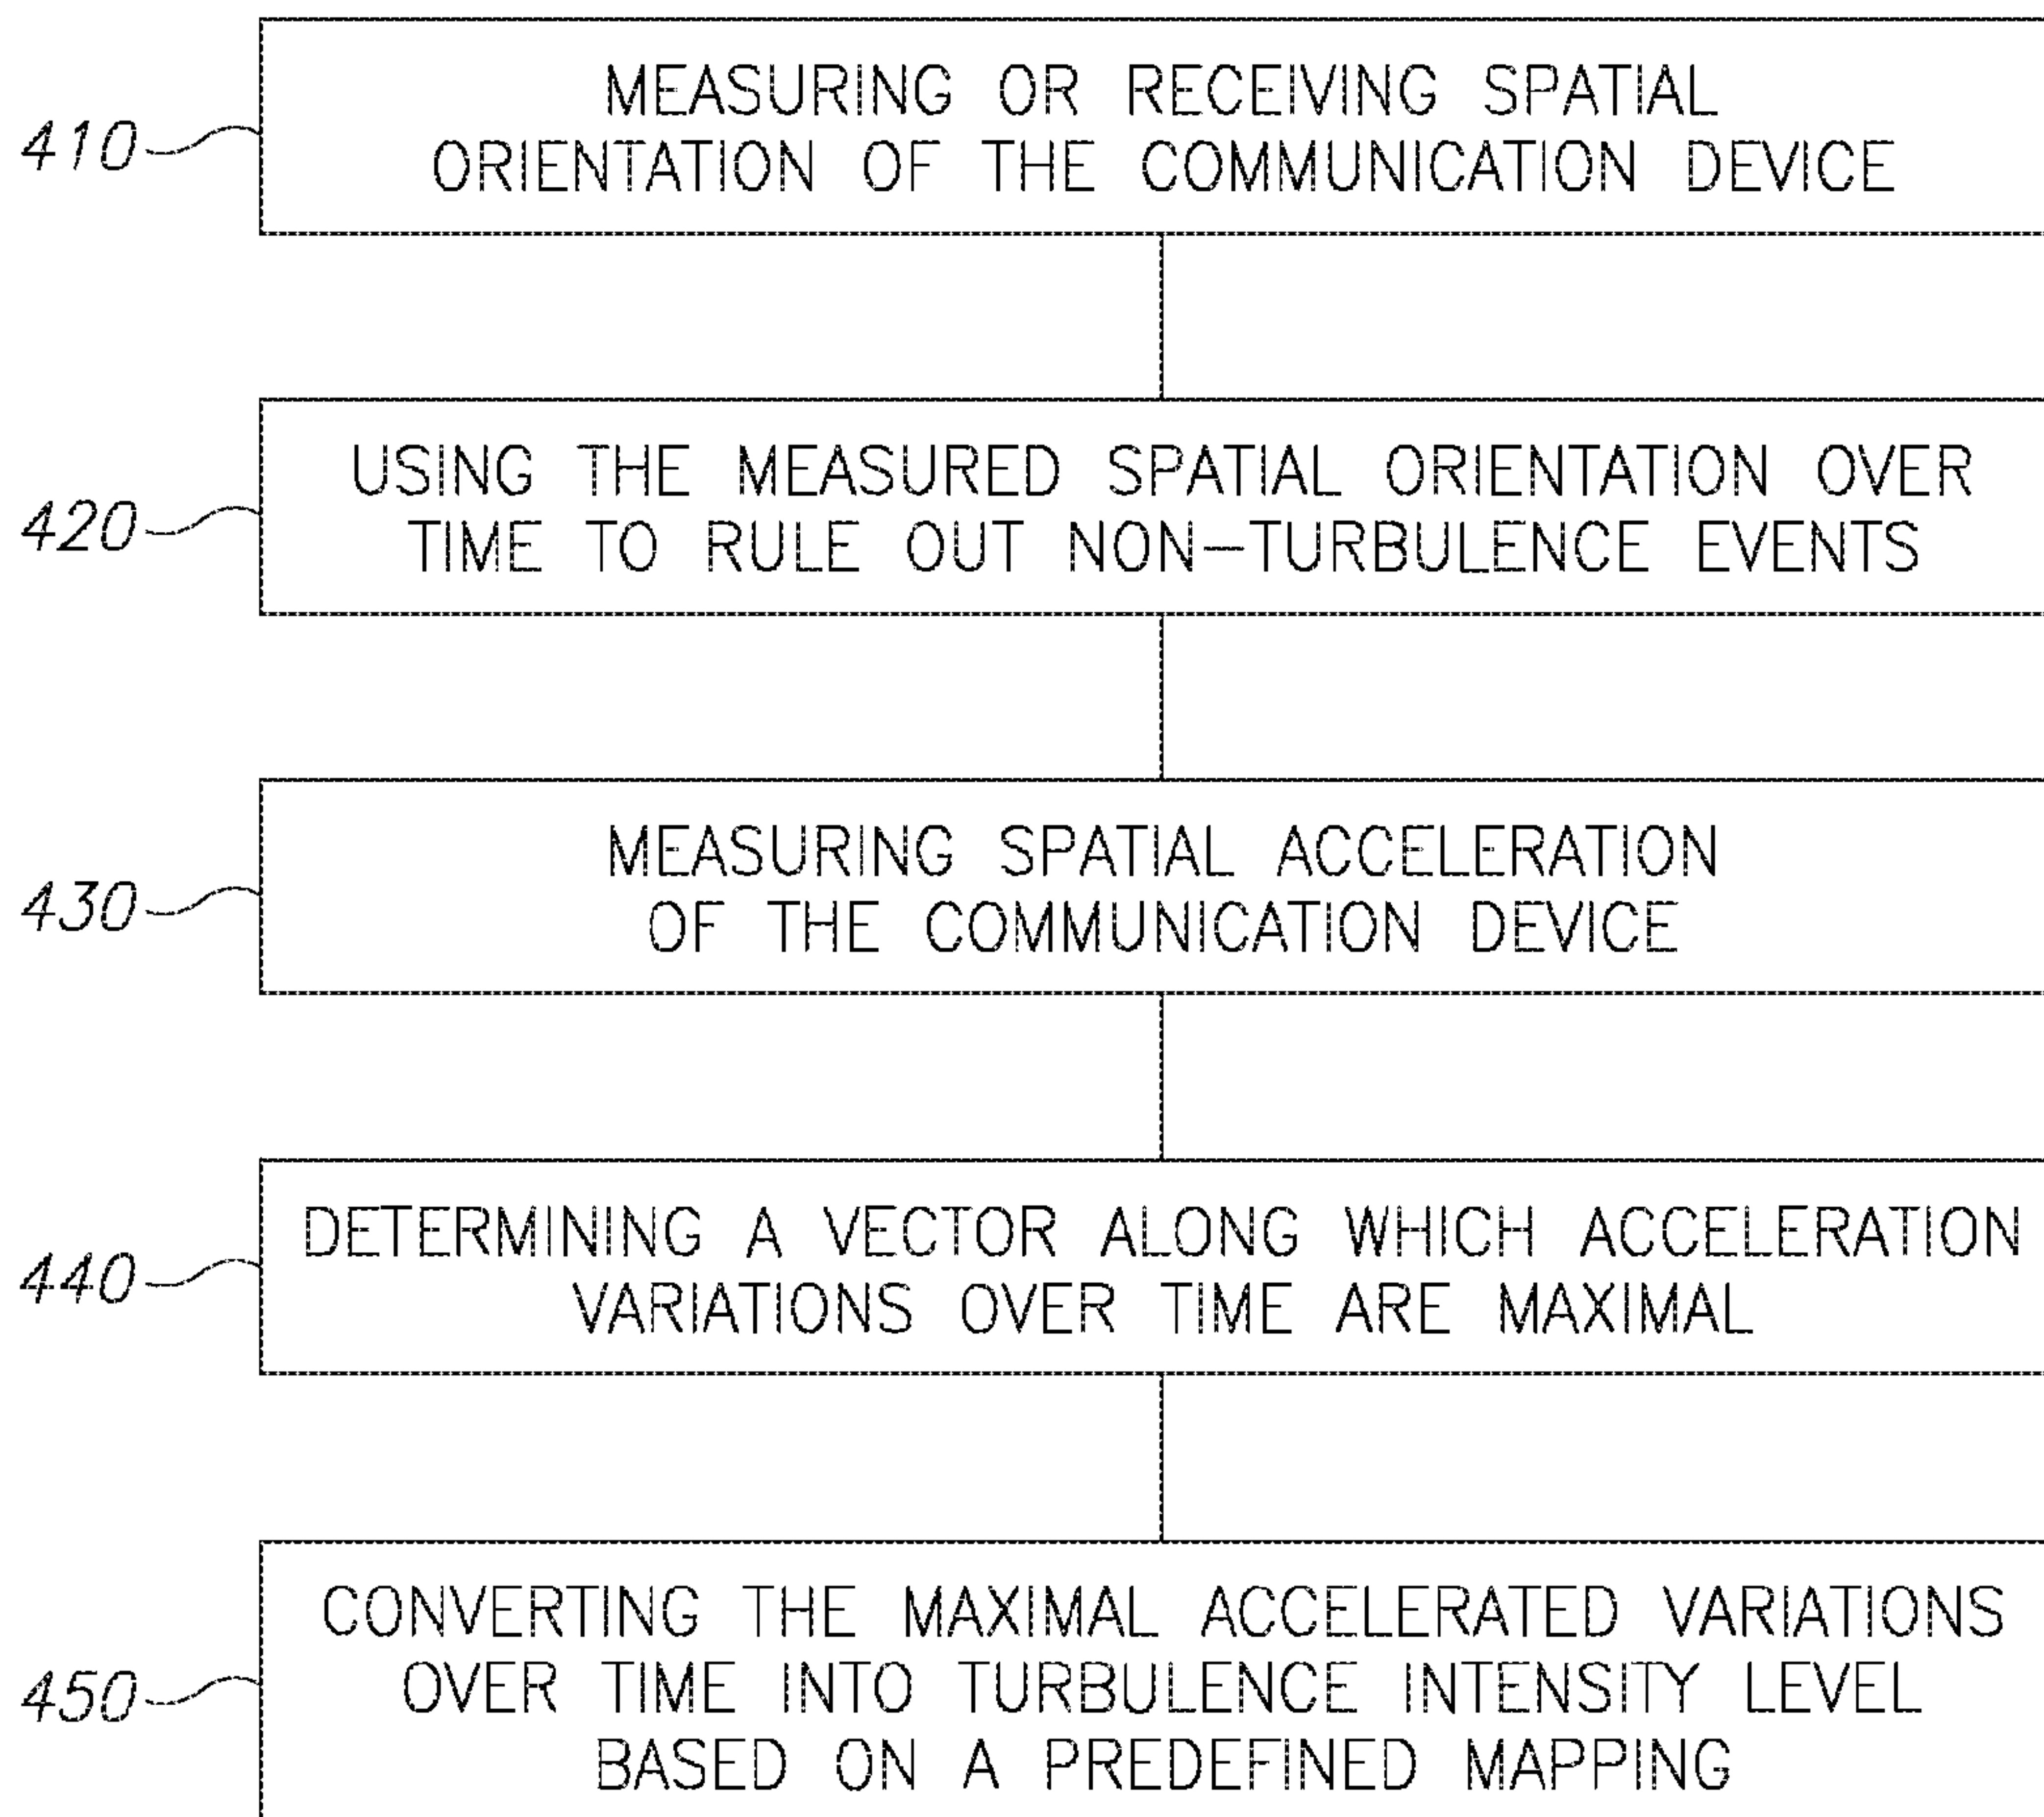 410
MEASURING OR RECEIVING SPATIAL
ORIENTATION OF THE COMMUNICATION DEVICE
420
USING THE MEASURED SPATIAL ORIENTATION OVER
TIME TO RULE OUT NON-TURBULENCE EVENTS
430
MEASURING SPATIAL ACCELERATION
OF THE COMMUNICATION DEVICE
440
DETERMINING A VECTOR ALONG WHICH ACCELERATION
VARIATIONS OVER TIME ARE MAXIMAL
450
CONVERTING THE MAXIMAL ACCELERATED VARIATIONS
OVER TIME INTO TURBULENCE INTENSITY LEVEL
BASED ON A PREDEFINED MAPPING